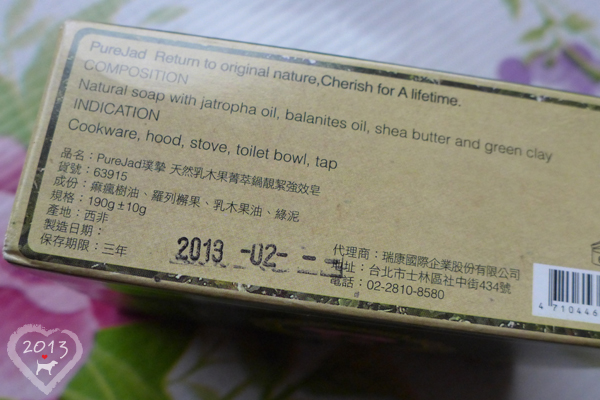 PureJad Return to original nature,Cherish for A lifetime.
COMPOSITION
Natural soap with jatropha oil, balanites oil, shea butter and green clay
INDICATION
Cookware, hood, stove, toilet bowl, tap
品名：PureJad璞摯 天然乳木果菁萃鍋靚潔強效皂
貨號：63915
成份：麻瘋樹油、羅列懈果、乳木果油、綠泥
規格：190g ±10g
產地：西非
製造日期：
保存期限：三年
2013 -02-
代理商：瑞康國際企業股份有限公司
地址：台北市士林區社中街434號
電話：02-2810-8580
4 710446
2013